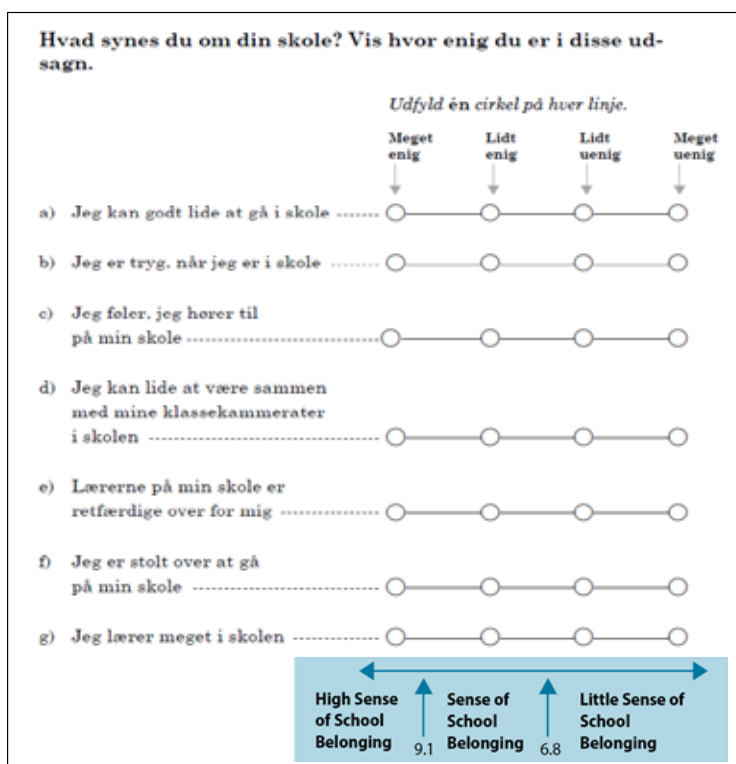 Hvad synes du om din skole? Vis hvor enig du er i disse ud-
sagn.
Udfyld én cirkel på hver linje.
Meget enig
Lidt enig
Lidt uenig
Meget uenig
a) Jeg kan godt lide at gå i skole
b) Jeg er tryg, når jeg er i skole
c) Jeg føler, jeg hører til
på min skole
d) Jeg kan lide at være sammen
med mine klassekammerater
i skolen
e) Lærerne på min skole er
retfærdige over for mig
f) Jeg er stolt over at gå
på min skole
g) Jeg lærer meget i skolen
High Sense
of School
Belonging
9.1
Sense of
School
Belonging
6.8
Little Sense of
School
Belonging